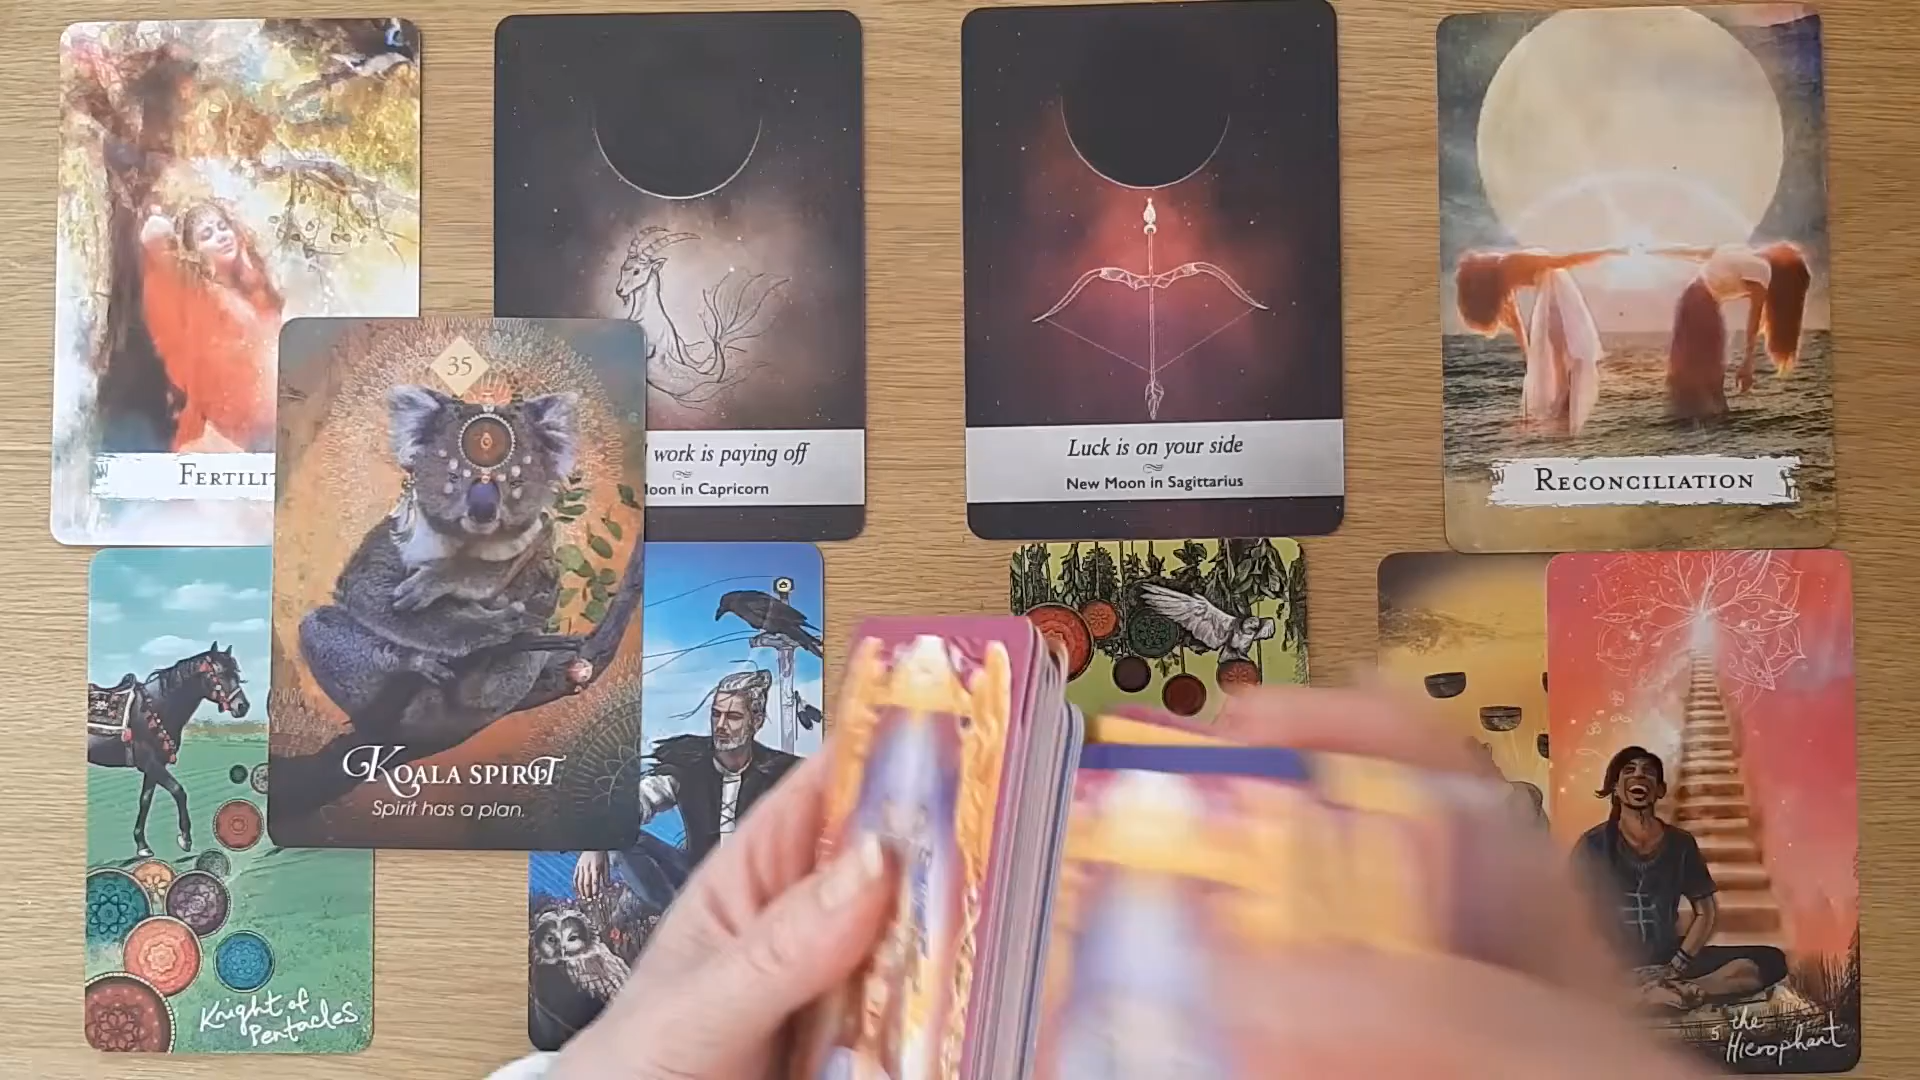 FERTILI
work is paying off
Moon in Capricorn
Luck is on your side
New Moon in Sagittarius
RECONCILIATION
35
KOALA SPIRIT
Spirit has a plan.
Knight of
Pentacles
5 the
Hierophant